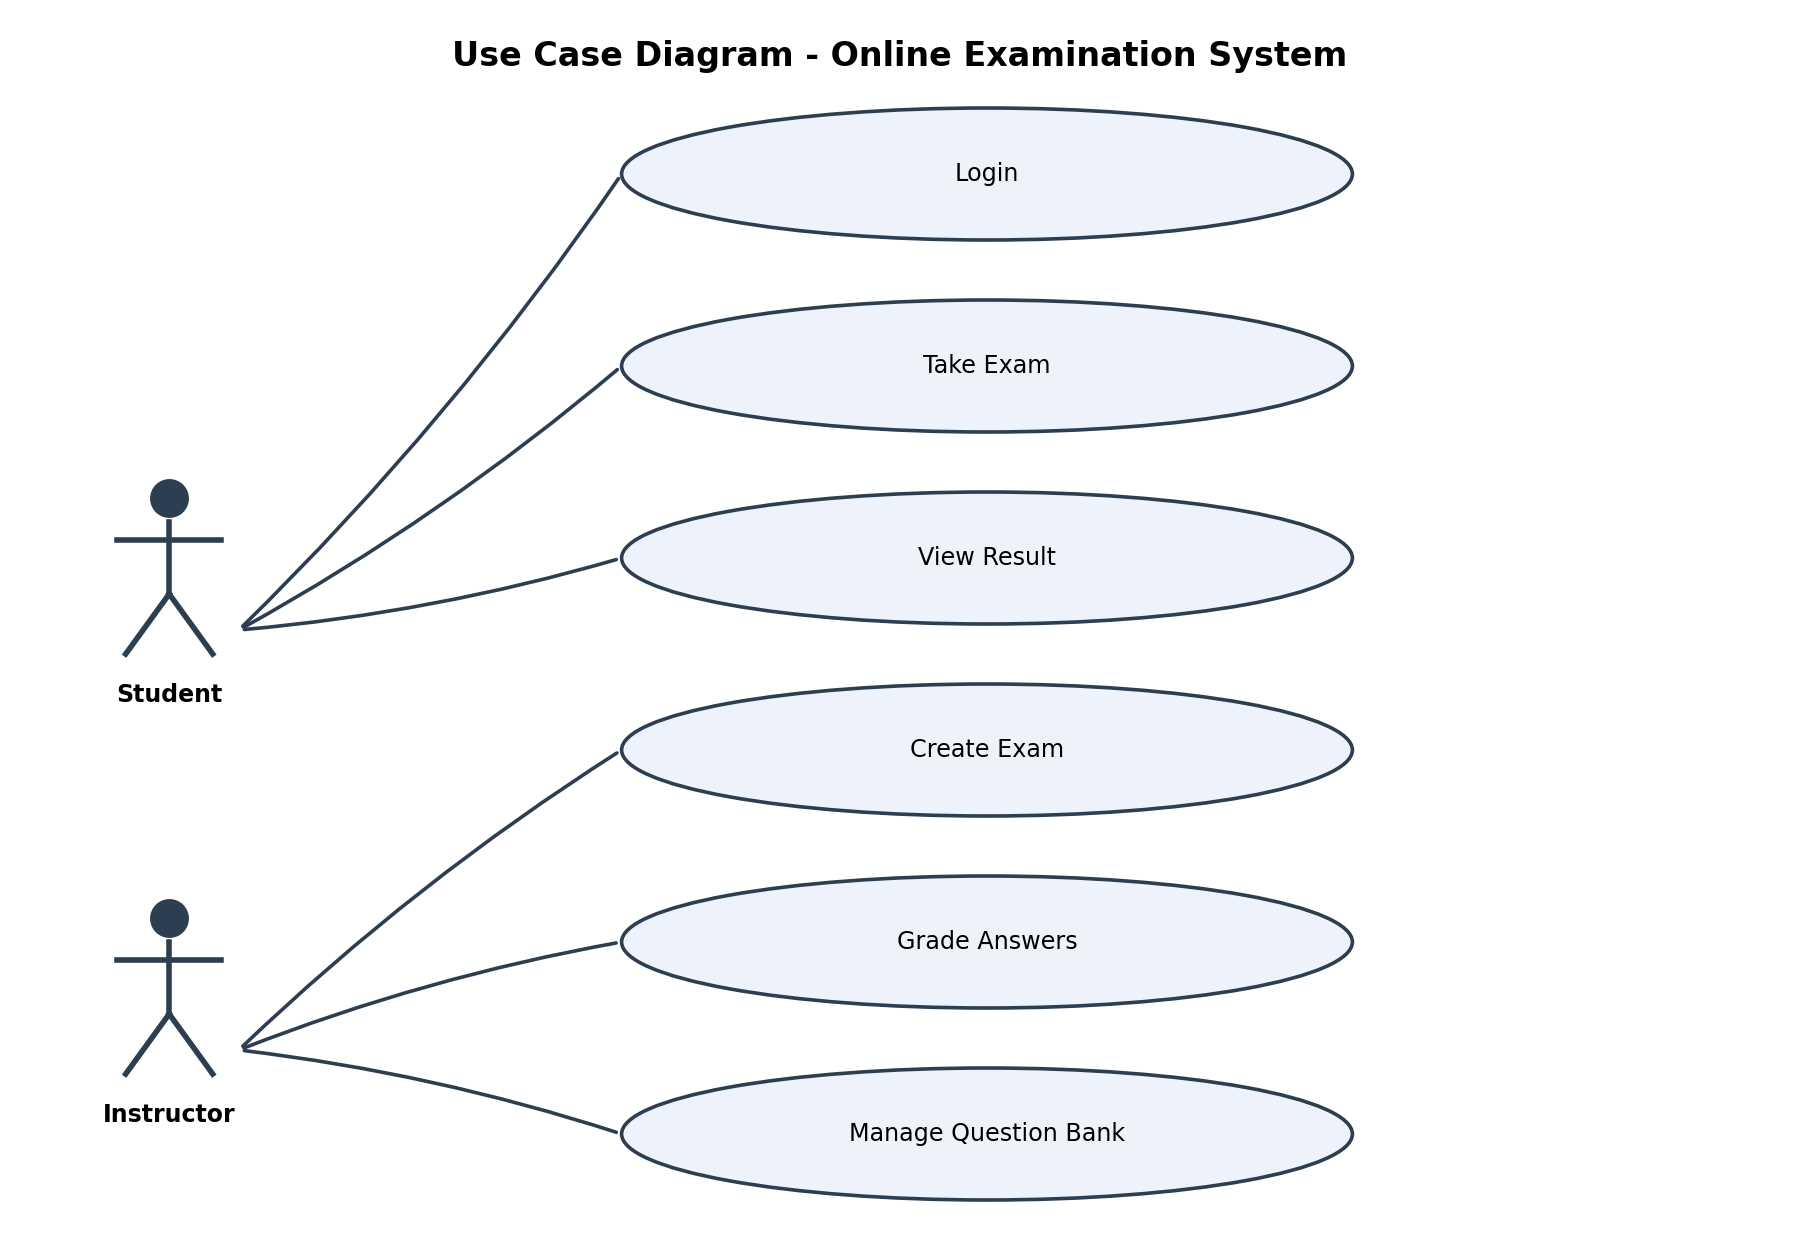 Use Case Diagram - Online Examination System
Login
Take Exam
View Result
Student
Create Exam
Grade Answers
Instructor
Manage Question Bank